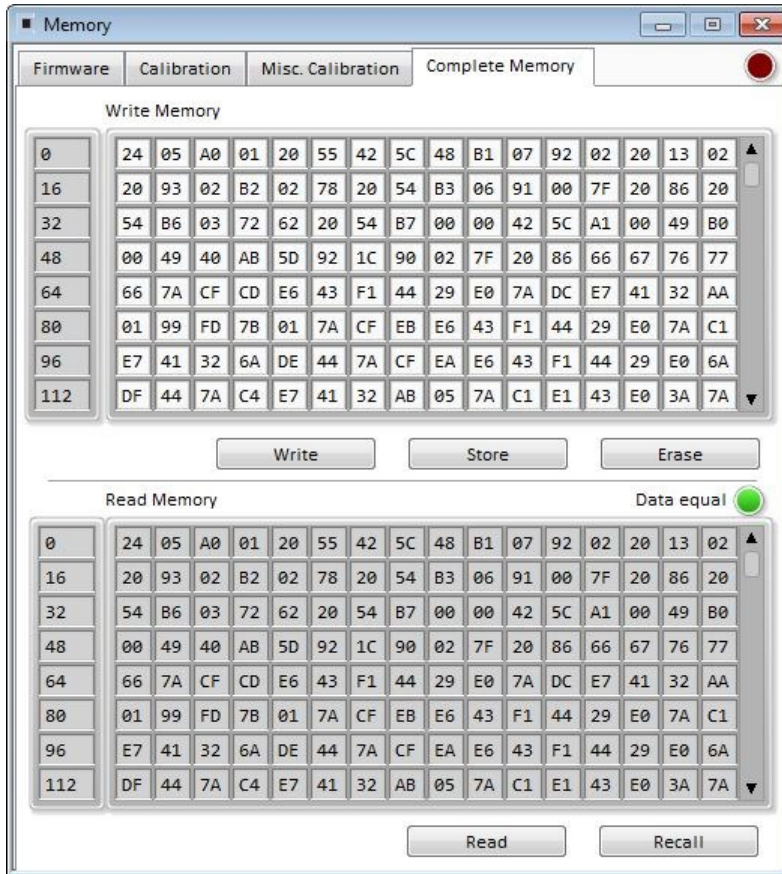 Memory
Firmware Calibration Misc. Calibration Complete Memory
Write Memory
0 24 05 A0 01 20 55 42 5C 48 B1 07 92 02 20 13 02
16 20 93 02 B2 02 78 20 54 B3 06 91 00 7F 20 86 20
32 54 B6 03 72 62 20 54 B7 00 00 42 5C A1 00 49 B0
48 00 49 40 AB 5D 92 1C 90 02 7F 20 86 66 67 76 77
64 66 7A CF CD E6 43 F1 44 29 E0 7A DC E7 41 32 AA
80 01 99 FD 7B 01 7A CF EB E6 43 F1 44 29 E0 7A C1
96 E7 41 32 6A DE 44 7A CF EA E6 43 F1 44 29 E0 6A
112 DF 44 7A C4 E7 41 32 AB 05 7A C1 E1 43 E0 3A 7A
Write Store Erase
Read Memory Data equal
0 24 05 A0 01 20 55 42 5C 48 B1 07 92 02 20 13 02
16 20 93 02 B2 02 78 20 54 B3 06 91 00 7F 20 86 20
32 54 B6 03 72 62 20 54 B7 00 00 42 5C A1 00 49 B0
48 00 49 40 AB 5D 92 1C 90 02 7F 20 86 66 67 76 77
64 66 7A CF CD E6 43 F1 44 29 E0 7A DC E7 41 32 AA
80 01 99 FD 7B 01 7A CF EB E6 43 F1 44 29 E0 7A C1
96 E7 41 32 6A DE 44 7A CF EA E6 43 F1 44 29 E0 6A
112 DF 44 7A C4 E7 41 32 AB 05 7A C1 E1 43 E0 3A 7A
Read Recall